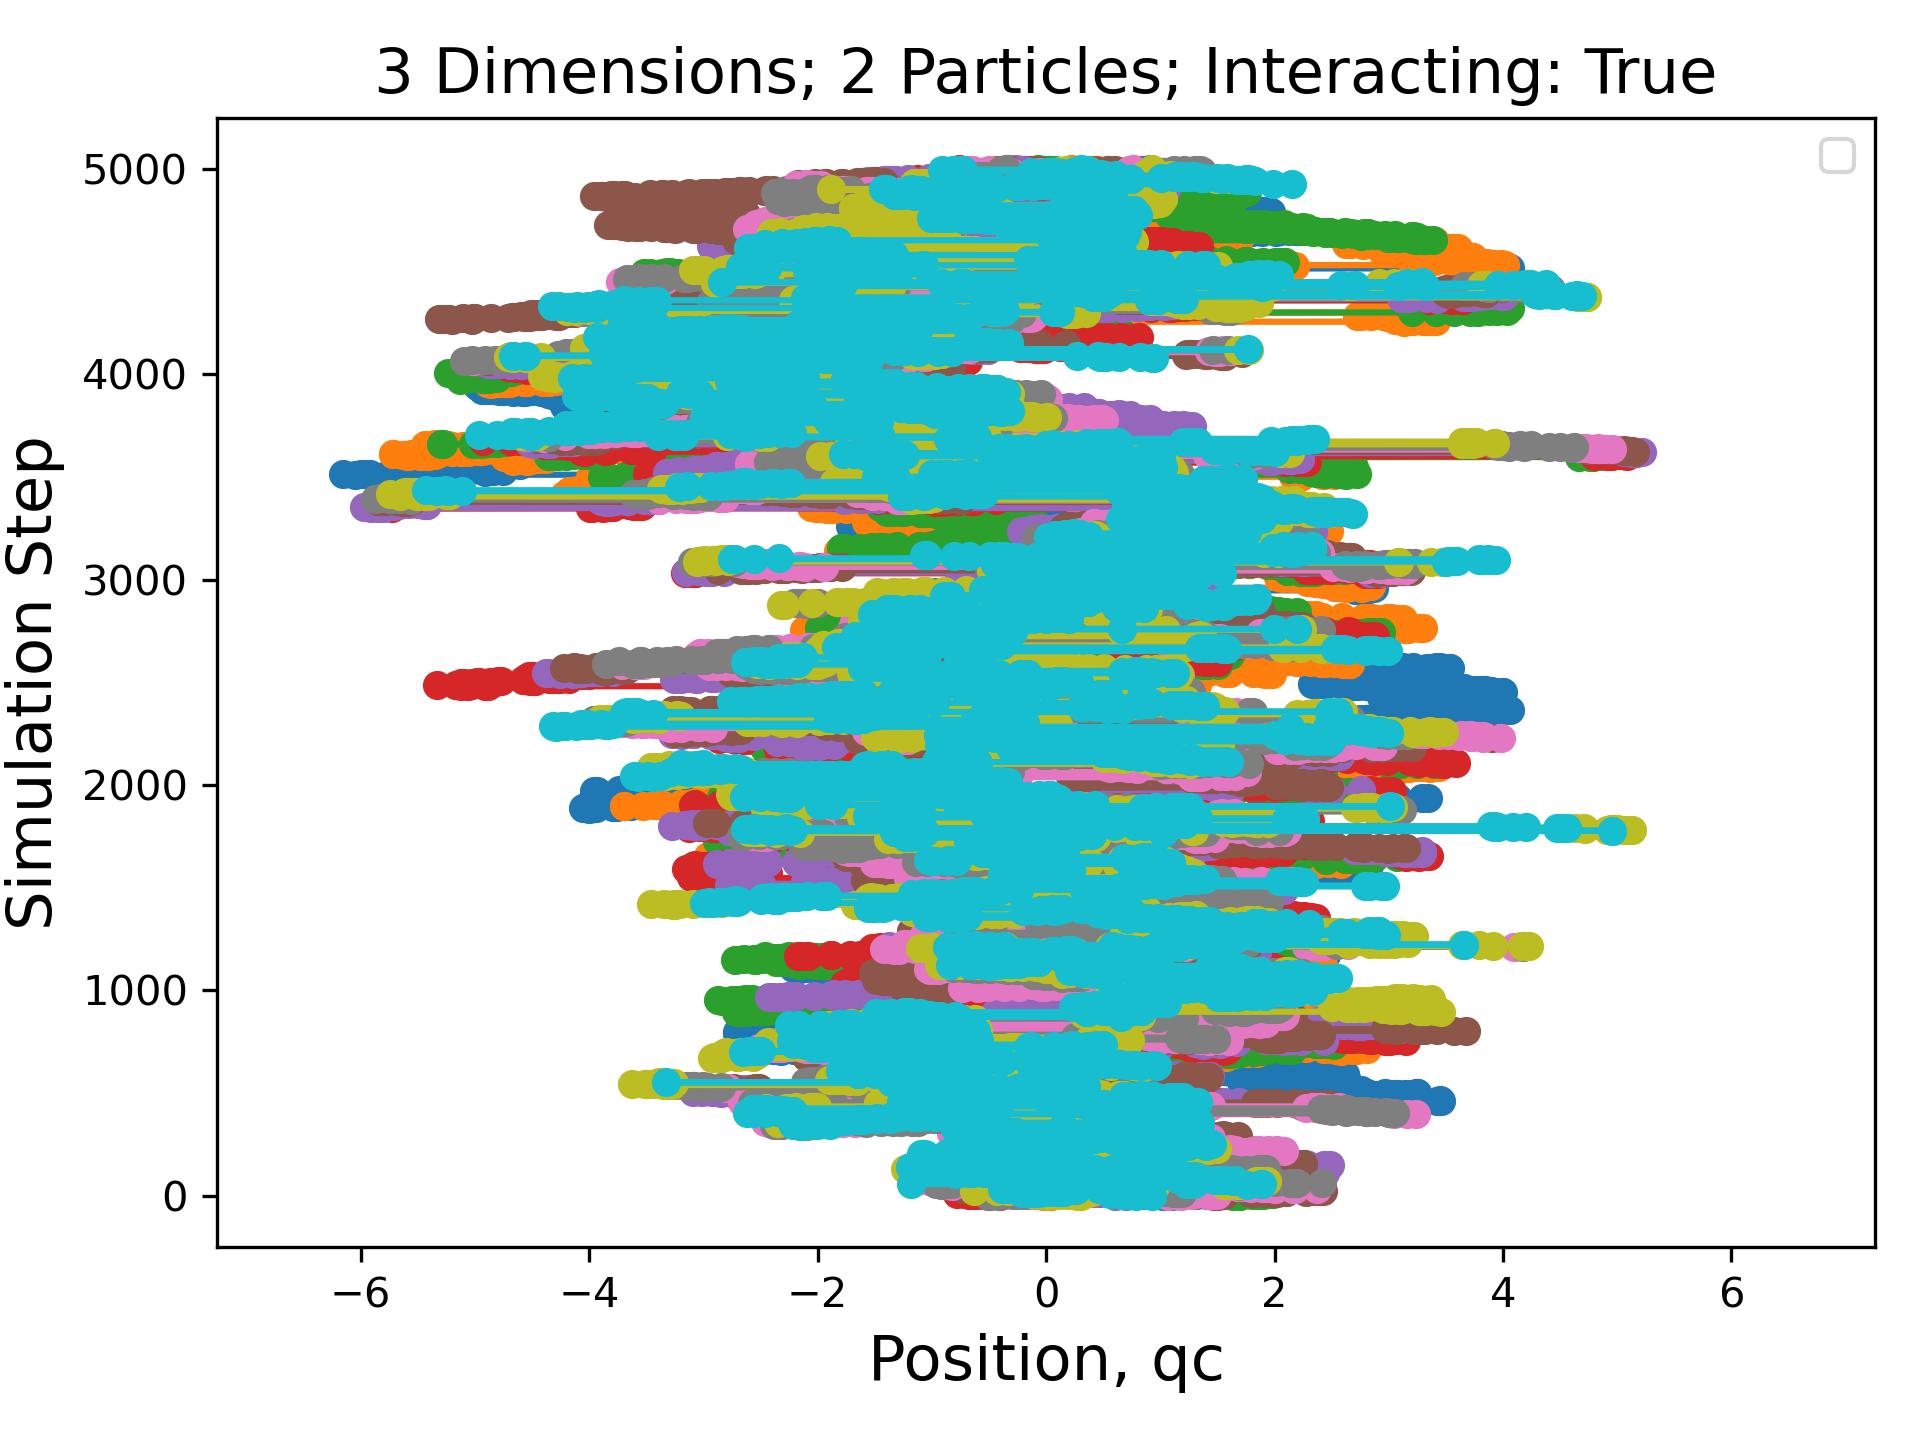 3 Dimensions; 2 Particles; Interacting: True
Simulation Step
5000
4000
3000
2000
1000
0
−6 −4 −2 0 2 4 6
Position, qc